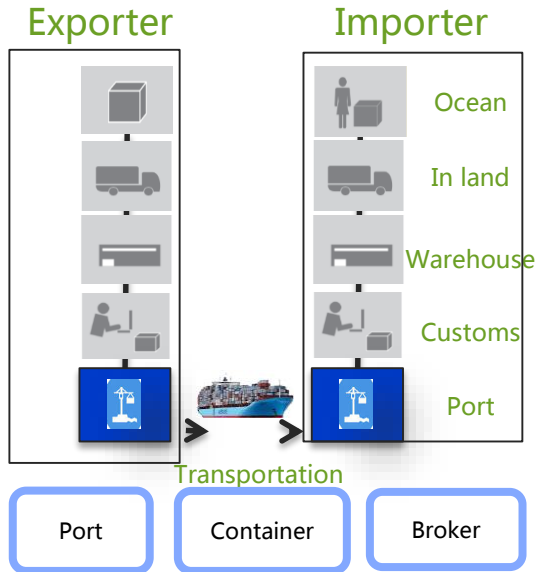 Exporter
Importer
Ocean
In land
Warehouse
Customs
Port
Transportation
Port
Container
Broker